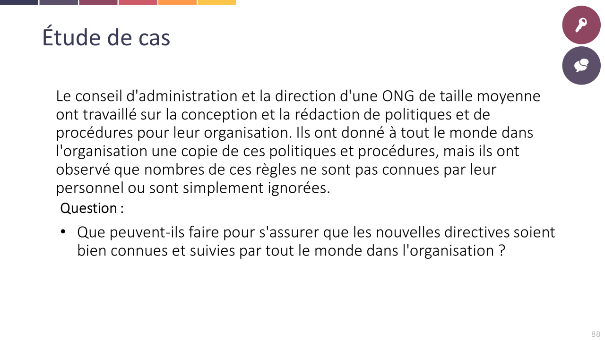 Étude de cas
Le conseil d'administration et la direction d'une ONG de taille moyenne
ont travaillé sur la conception et la rédaction de politiques et de
procédures pour leur organisation. Ils ont donné à tout le monde dans
l'organisation une copie de ces politiques et procédures, mais ils ont
observé que nombres de ces règles ne sont pas connues par leur
personnel ou sont simplement ignorées.
Question :
• Que peuvent-ils faire pour s'assurer que les nouvelles directives soient
bien connues et suivies par tout le monde dans l'organisation ?
98